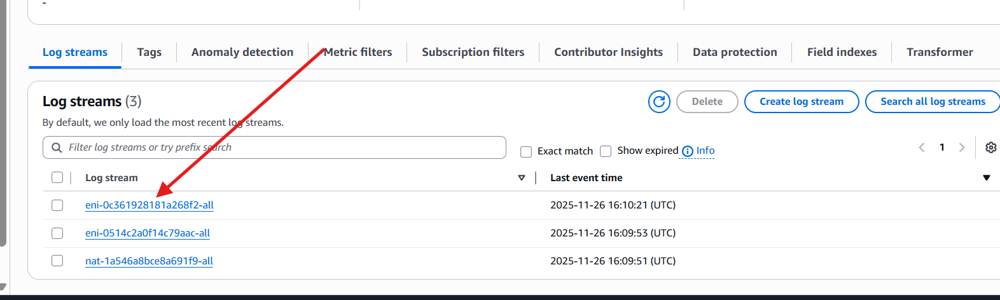 -
Log streams Tags Anomaly detection Metric filters Subscription filters Contributor Insights Data protection Field indexes Transformer
Log streams (3) Delete Create log stream Search all log streams
By default, we only load the most recent log streams.
Filter log streams or try prefix search Exact match Show expired Info 1
Log stream Last event time
eni-0c361928181a268f2-all 2025-11-26 16:10:21 (UTC)
eni-0514c2a0f14c79aac-all 2025-11-26 16:09:53 (UTC)
nat-1a546a8bce8a691f9-all 2025-11-26 16:09:51 (UTC)